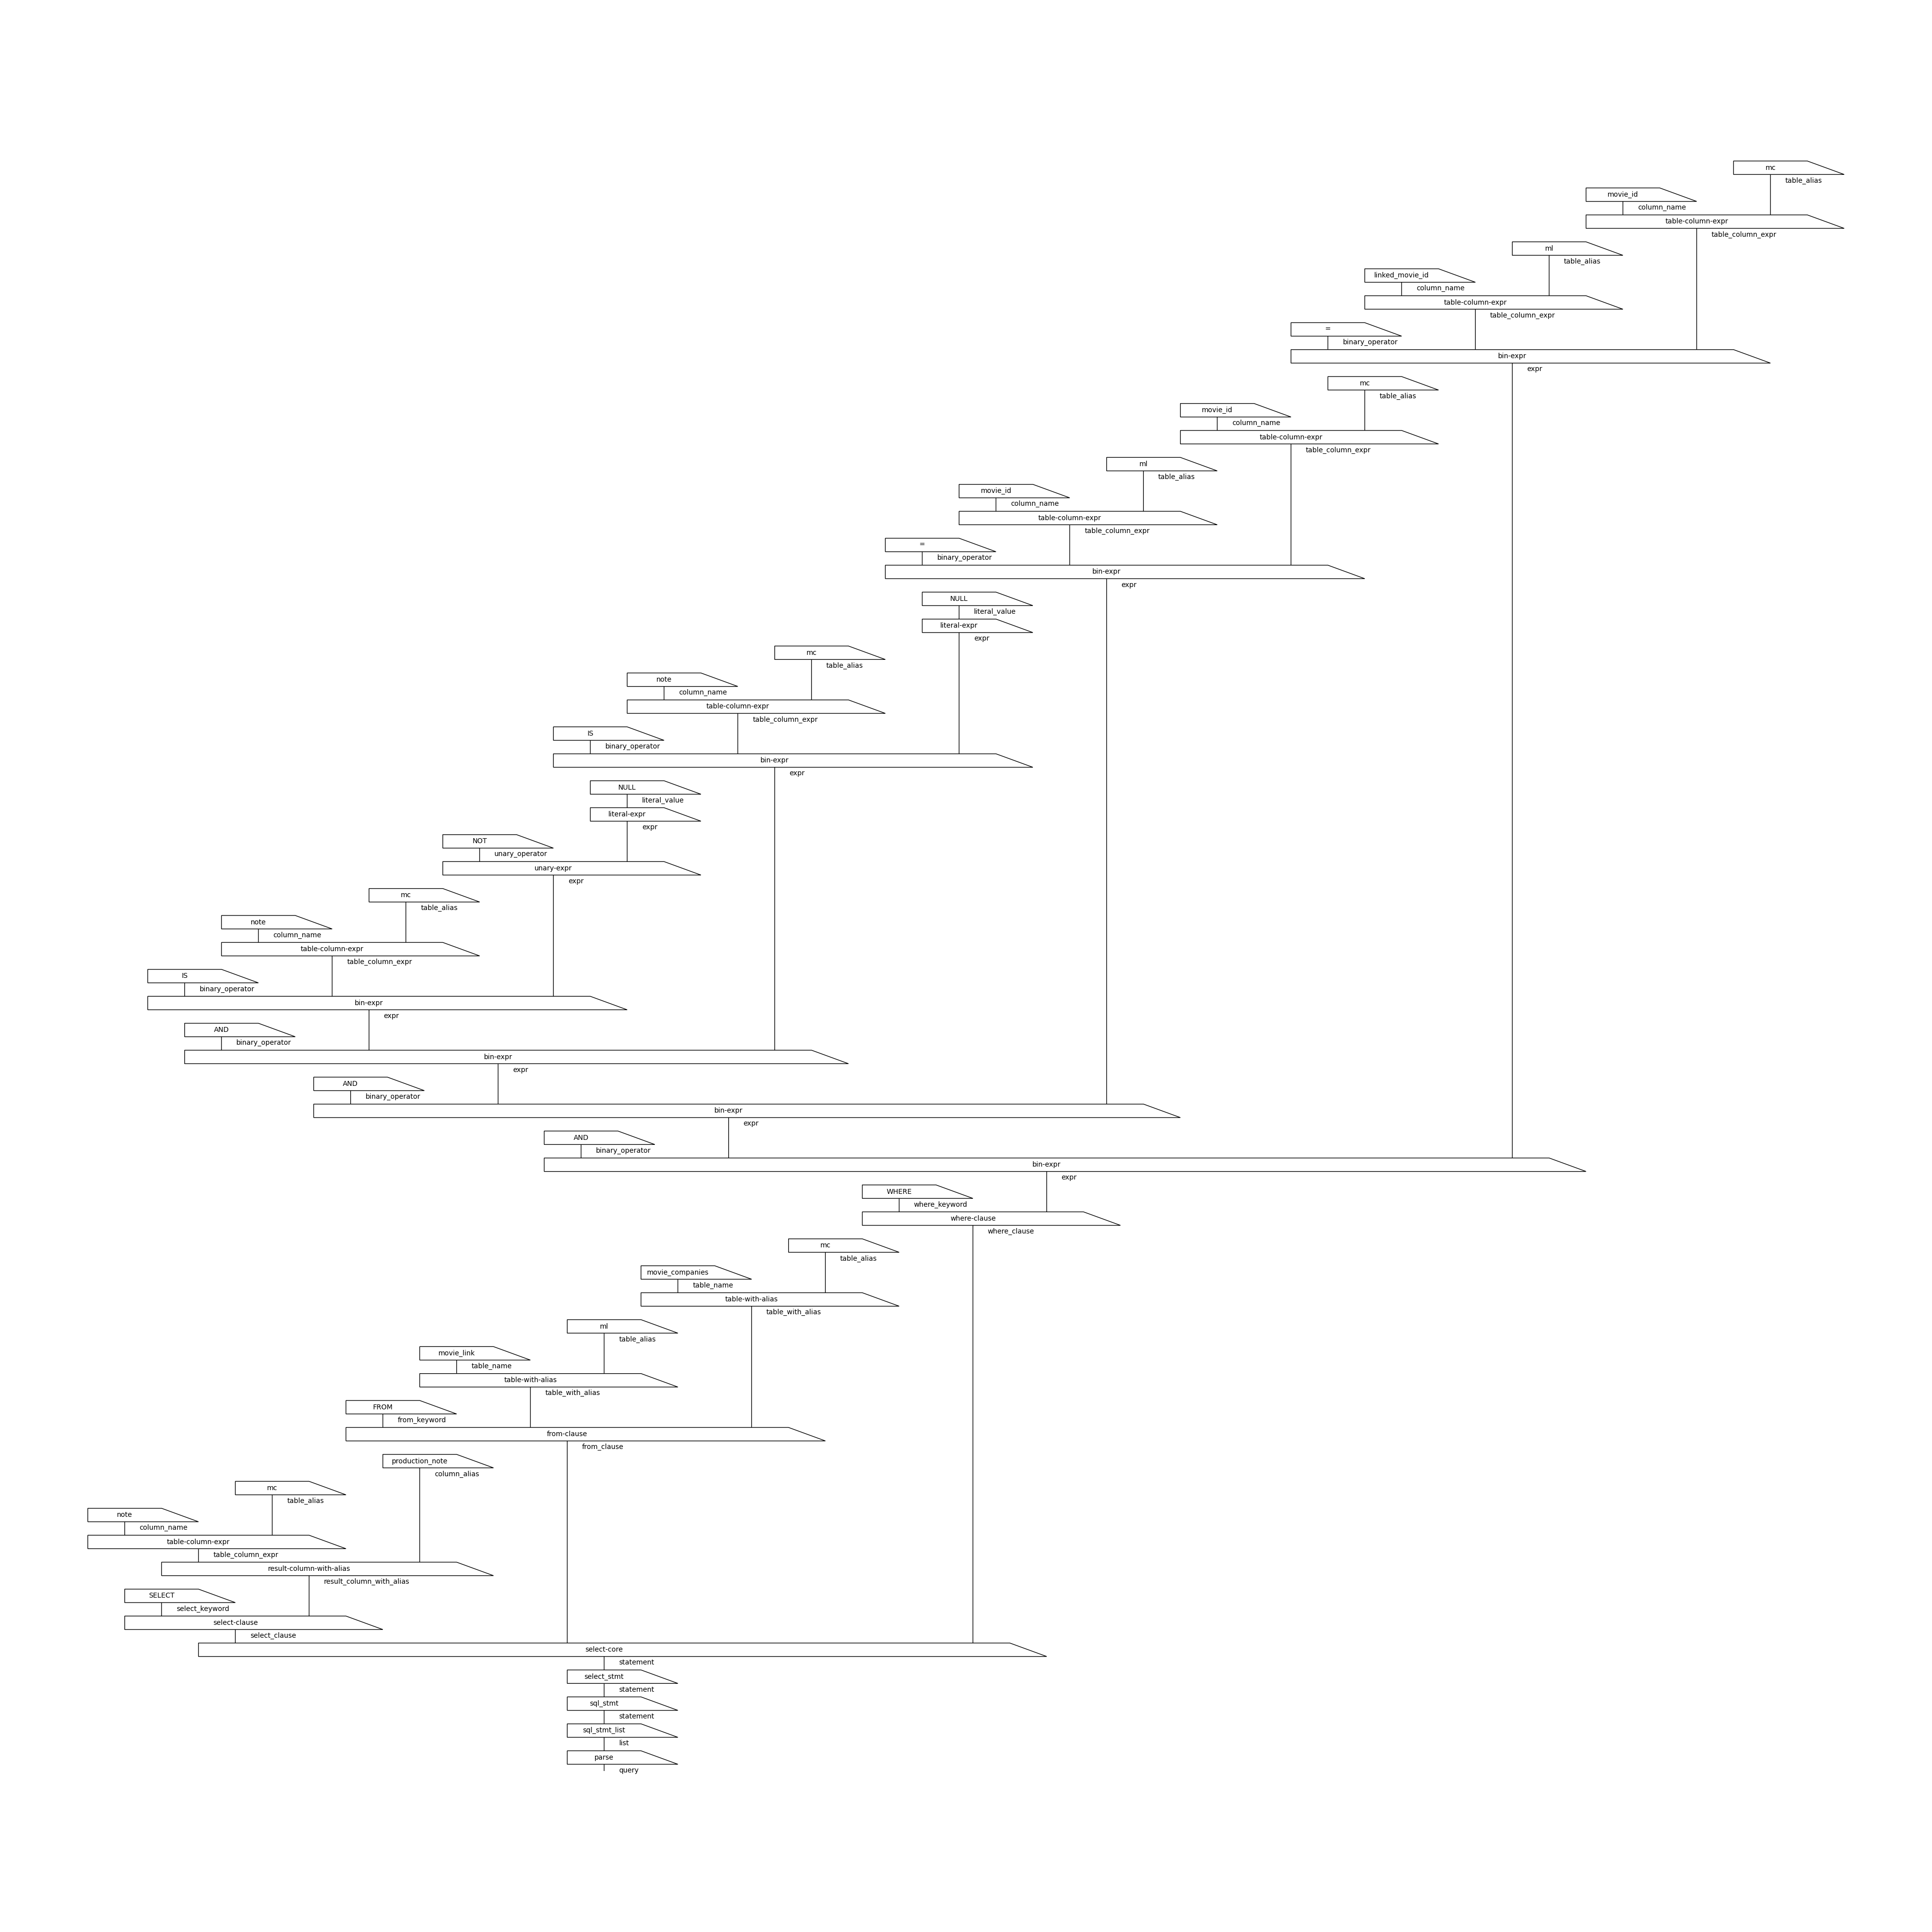 mc
table_alias
movie_id
column_name
table-column-expr
table_column_expr
ml
table_alias
linked_movie_id
column_name
table-column-expr
table_column_expr
=
binary_operator
bin-expr
expr
mc
table_alias
movie_id
column_name
table-column-expr
table_column_expr
ml
table_alias
movie_id
column_name
table-column-expr
table_column_expr
=
binary_operator
bin-expr
expr
NULL
literal_value
literal-expr
expr
mc
table_alias
note
column_name
table-column-expr
table_column_expr
IS
binary_operator
bin-expr
expr
NULL
literal_value
literal-expr
expr
NOT
unary_operator
unary-expr
expr
mc
table_alias
note
column_name
table-column-expr
table_column_expr
IS
binary_operator
bin-expr
expr
AND
binary_operator
bin-expr
expr
AND
binary_operator
bin-expr
expr
AND
binary_operator
bin-expr
expr
WHERE
where_keyword
where-clause
where_clause
mc
table_alias
movie_companies
table_name
table-with-alias
table_with_alias
ml
table_alias
movie_link
table_name
table-with-alias
table_with_alias
FROM
from_keyword
from-clause
from_clause
production_note
column_alias
mc
table_alias
note
column_name
table-column-expr
table_column_expr
result-column-with-alias
result_column_with_alias
SELECT
select_keyword
select-clause
select_clause
select-core
statement
select_stmt
statement
sql_stmt
statement
sql_stmt_list
list
parse
query